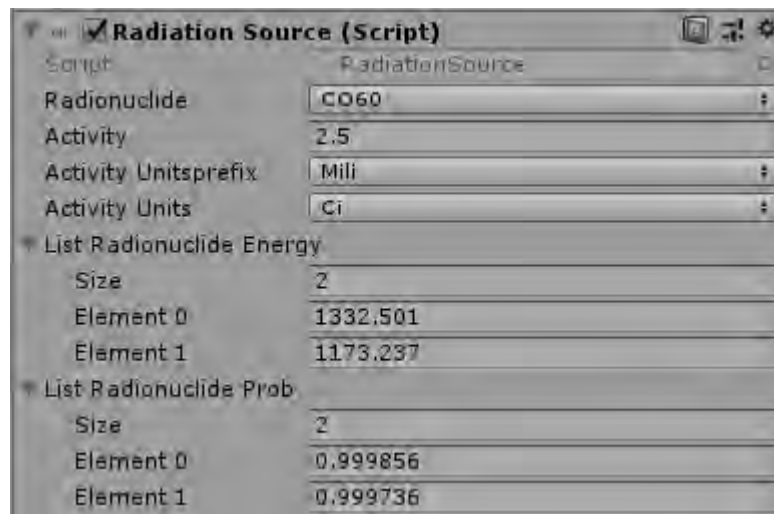 Radiation Source (Script)
Script RadiationSource
Radionuclide CO60
Activity 2.5
Activity Unitsprefix Mili
Activity Units Ci
List Radionuclide Energy
Size 2
Element 0 1332.501
Element 1 1173.237
List Radionuclide Prob
Size 2
Element 0 0.999856
Element 1 0.999736